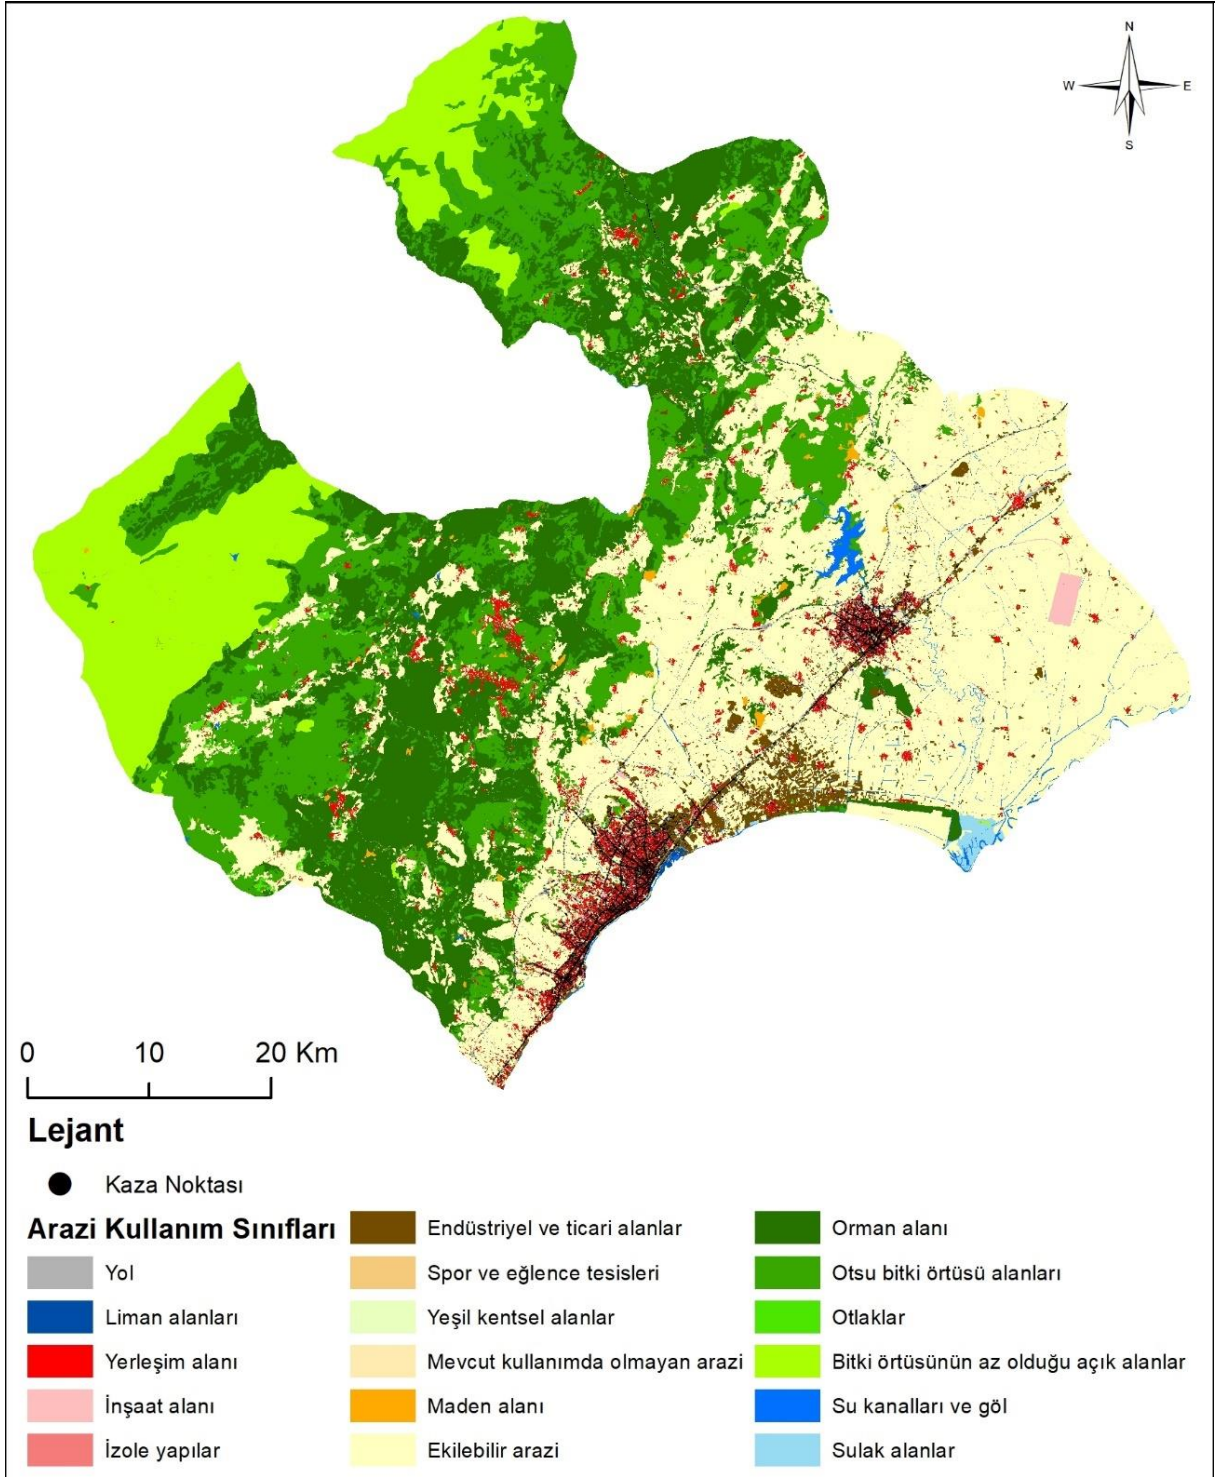 N
W E
S
0 10 20 Km
Lejant
Kaza Noktası
Arazi Kullanım Sınıfları
Yol
Liman alanları
Yerleşim alanı
İnşaat alanı
İzole yapılar
Endüstriyel ve ticari alanlar
Spor ve eğlence tesisleri
Yeşil kentsel alanlar
Mevcut kullanımda olmayan arazi
Maden alanı
Ekilebilir arazi
Orman alanı
Otsu bitki örtüsü alanları
Otlaklar
Bitki örtüsünün az olduğu açık alanlar
Su kanalları ve göl
Sulak alanlar